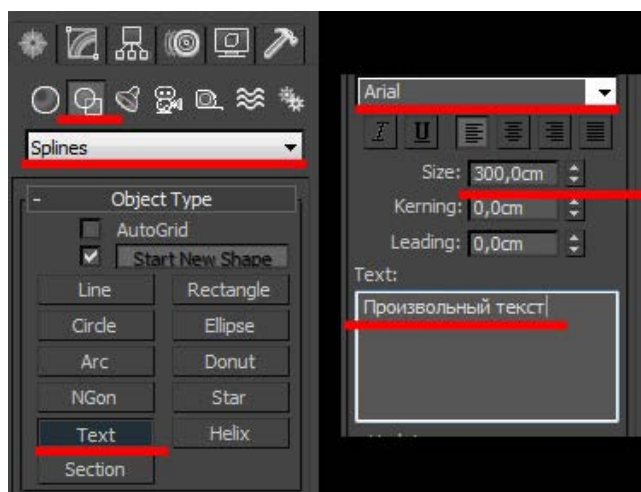 Splines
- Object Type
AutoGrid
Start New Shape
Line Rectangle
Circle Ellipse
Arc Donut
NGon Star
Text Helix
Section
Arial
I U
Size: 300,0cm
Kerning: 0,0cm
Leading: 0,0cm
Text:
Произвольный текст